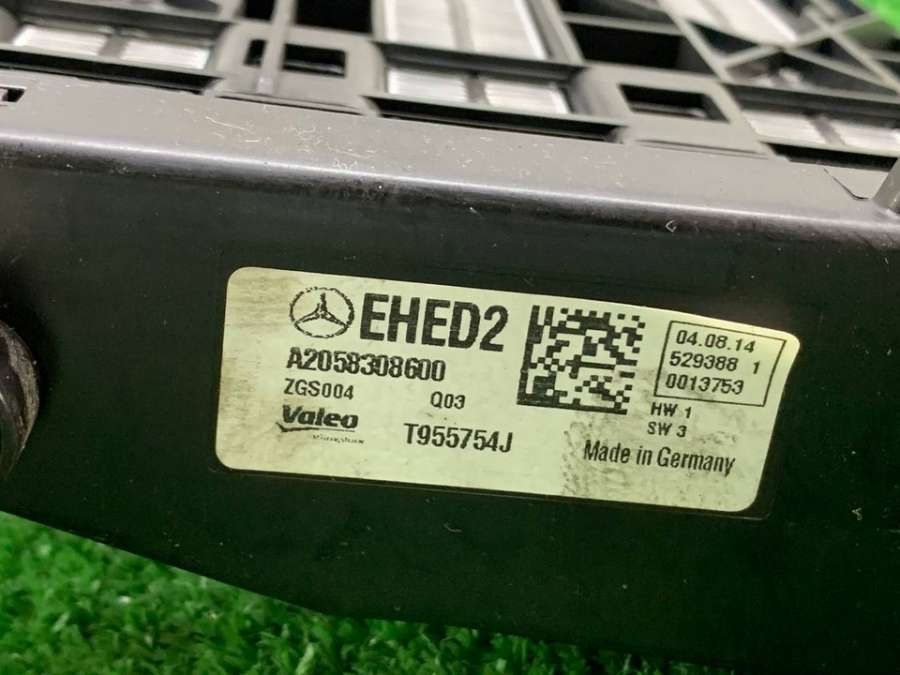 EHED2
A2058308600
ZGS004 Q03
Valeo
T955754J
04.08.14
529388 1
0013753
HW 1
SW 3
Made in Germany